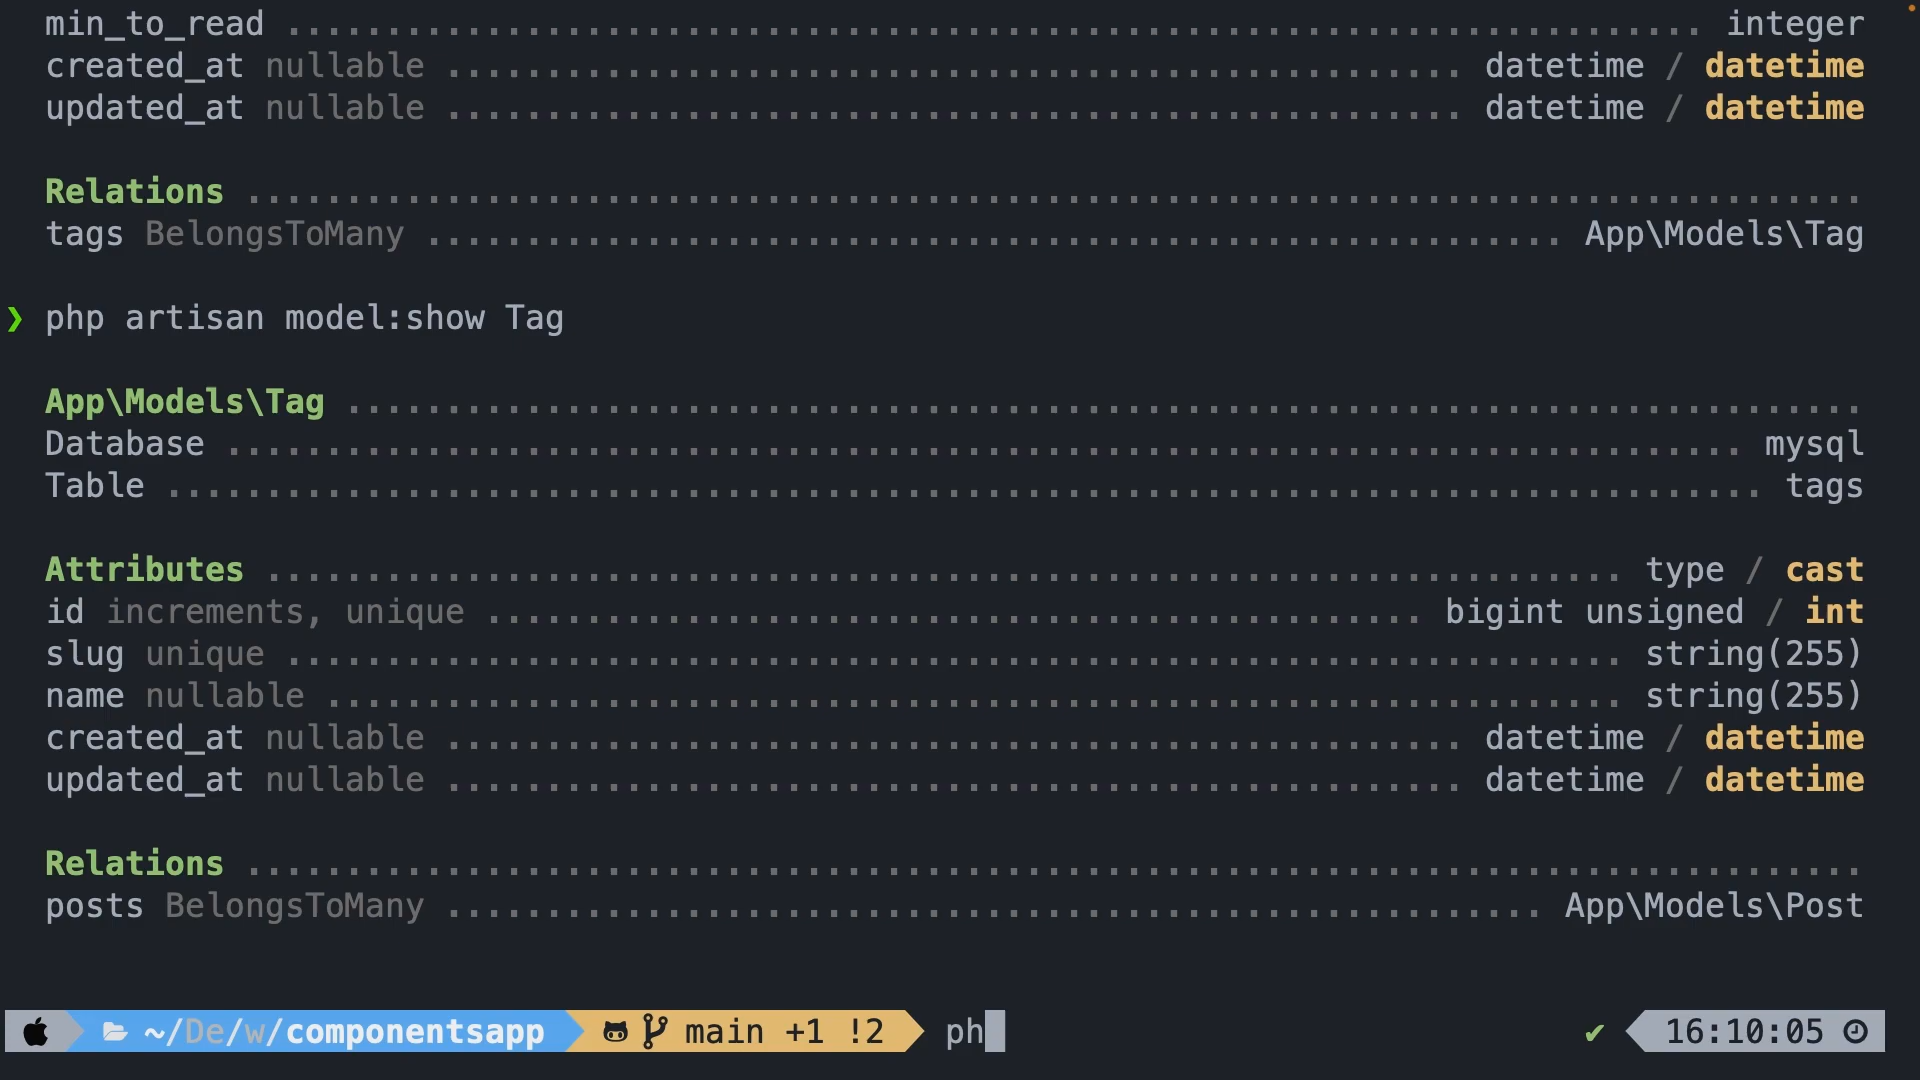 min_to_read ....................................................................... integer
created_at nullable ................................................... datetime / datetime
updated_at nullable ................................................... datetime / datetime
Relations .................................................................................
tags BelongsToMany ......................................................... App\Models\Tag
❯ php artisan model:show Tag
App\Models\Tag ............................................................................
Database ............................................................................ mysql
Table ................................................................................ tags
Attributes .................................................................... type / cast
id increments, unique ............................................... bigint unsigned / int
slug unique ................................................................... string(255)
name nullable ................................................................. string(255)
created_at nullable ................................................... datetime / datetime
updated_at nullable ................................................... datetime / datetime
Relations .................................................................................
posts BelongsToMany ....................................................... App\Models\Post
~/De/w/componentsapp main +1 !2 ph ✔ 16:10:05